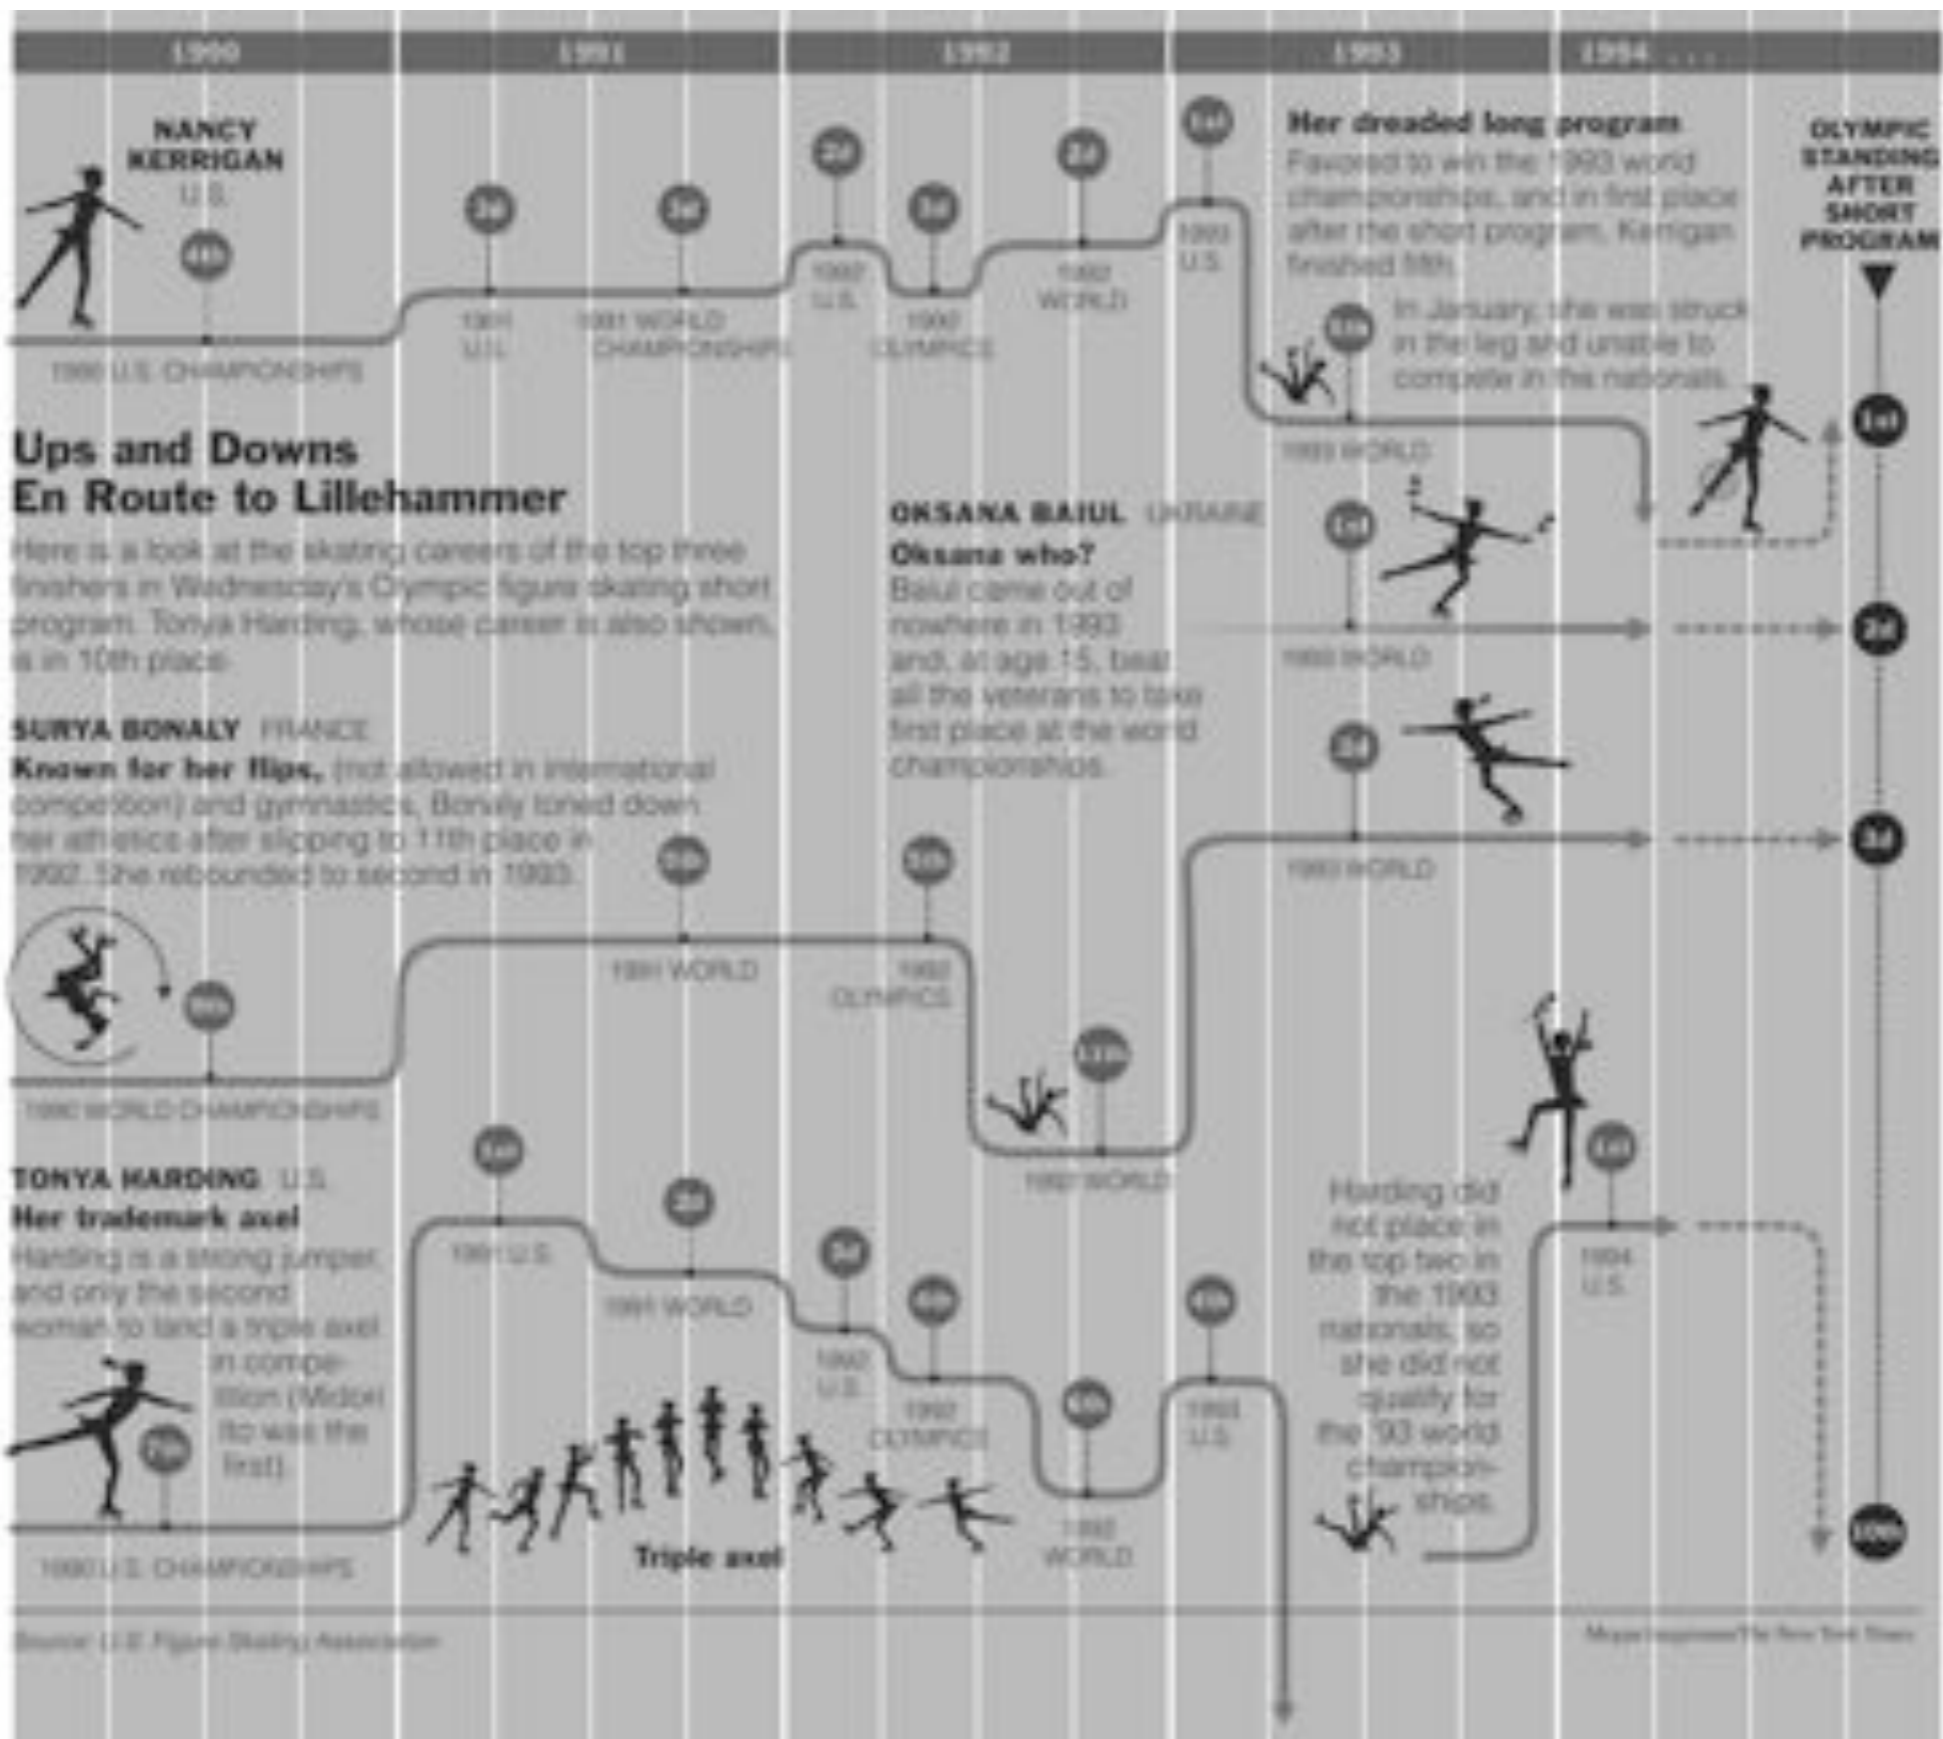 1990 1991 1992 1993 1994 . . .
NANCY
KERRIGAN
U.S.
4th
1990 U.S. CHAMPIONSHIPS
3d
1991
U.S.
3d
1991 WORLD
CHAMPIONSHIPS
2d
1992
U.S.
3d
1992
OLYMPICS
2d
1992
WORLD
1st
1993
U.S.
Her dreaded long program
Favored to win the 1993 world
championships, and in first place
after the short program, Kerrigan
finished fifth.
5th
1993 WORLD
In January, she was struck
in the leg and unable to
compete in the nationals.
OLYMPIC
STANDING
AFTER
SHORT
PROGRAM
1st
2d
3d
10th
Ups and Downs
En Route to Lillehammer
Here is a look at the skating careers of the top three
finishers in Wednesday's Olympic figure skating short
program. Tonya Harding, whose career is also shown,
is in 10th place.
OKSANA BAIUL UKRAINE
Oksana who?
Baiul came out of
nowhere in 1993
and, at age 15, beat
all the veterans to take
first place at the world
championships.
1993 WORLD
SURYA BONALY FRANCE
Known for her flips, (not allowed in international
competition) and gymnastics, Bonaly toned down
her athletics after slipping to 11th place in
1992. She rebounded to second in 1993.
1990 WORLD CHAMPIONSHIPS
5th
1991 WORLD
5th
1992
OLYMPICS
11th
1992 WORLD
2d
1993 WORLD
TONYA HARDING U.S.
Her trademark axel
Harding is a strong jumper,
and only the second
woman to land a triple axel
in compe-
tition (Midori
Ito was the
first).
7th
1990 U.S. CHAMPIONSHIPS
1st
1991 U.S.
2d
1991 WORLD
3d
1992
U.S.
4th
1992
OLYMPICS
1992
WORLD
4th
1993
U.S.
Triple axel
Harding did
not place in
the top two in
the 1993
nationals, so
she did not
qualify for
the '93 world
champion-
ships.
1st
1994
U.S.
Source: U.S. Figure Skating Association
The New York Times